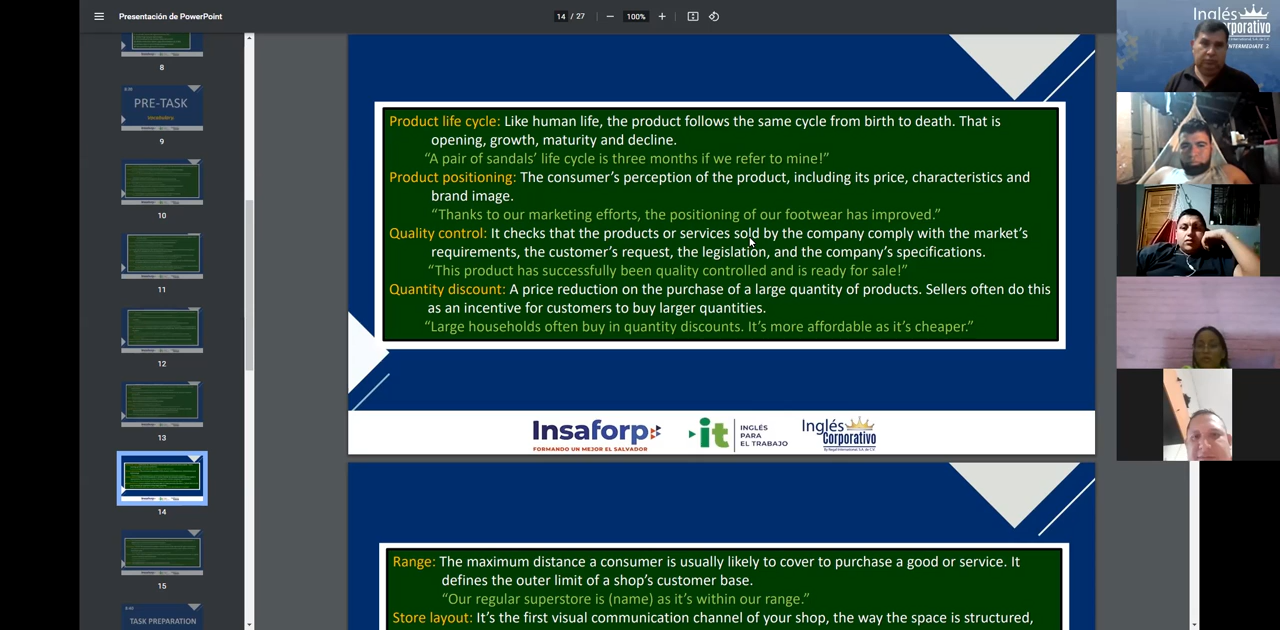 Presentación de PowerPoint
14 / 27
100%
8
PRE-TASK
Vocabulary
9
10
11
12
13
14
15
TASK PREPARATION
Product life cycle: Like human life, the product follows the same cycle from birth to death. That is
opening, growth, maturity and decline.
“A pair of sandals’ life cycle is three months if we refer to mine!”
Product positioning: The consumer’s perception of the product, including its price, characteristics and
brand image.
“Thanks to our marketing efforts, the positioning of our footwear has improved.”
Quality control: It checks that the products or services sold by the company comply with the market’s
requirements, the customer’s request, the legislation, and the company’s specifications.
“This product has successfully been quality controlled and is ready for sale!”
Quantity discount: A price reduction on the purchase of a large quantity of products. Sellers often do this
as an incentive for customers to buy larger quantities.
“Large households often buy in quantity discounts. It’s more affordable as it’s cheaper.”
Insaforp
FORMANDO UN MEJOR EL SALVADOR
it
INGLÉS
PARA
EL TRABAJO
Inglés
Corporativo
By Regal International, S.A. de C.V.
Range: The maximum distance a consumer is usually likely to cover to purchase a good or service. It
defines the outer limit of a shop’s customer base.
“Our regular superstore is (name) as it’s within our range.”
Store layout: It’s the first visual communication channel of your shop, the way the space is structured,
Inglés
rporativo
INTERMEDIATE 2